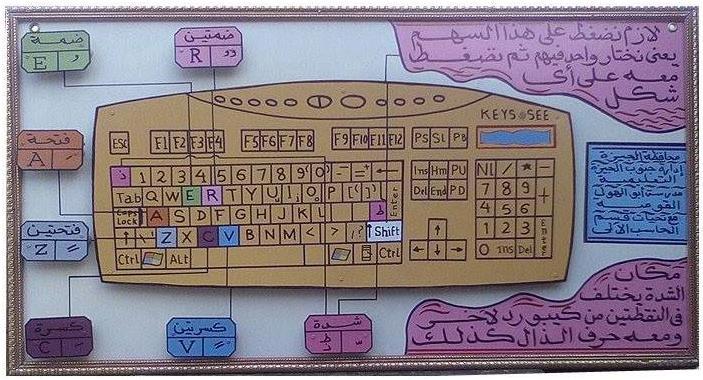 ضمة
E و
ضمتين
R وو
فتحة
A
فتحتين
Z
كسرة
C
كسرتين
V
شدة
لازم نضغط على هذا السهم
يعنى نختار واحد فيهم ثم نضغط
معه على أى
شكل
KEYS SEE
ESC F1 F2 F3 F4 F5 F6 F7 F8 F9 F10 F11 F12 PS SL PB
ذ 1 2 3 4 5 6 7 8 9 0 - = + Ins Hm PU Nl / *
Tab Q W E R T Y U I O P [ ] Del End PD 7 8 9 +
Caps Lock A S D F G H J K L ط Enter 4 5 6
Z X C V B N M < > / ? Shift 1 2 3 Enter
Ctrl Alt Ctrl 0 Ins Del
محافظة الجيزة
إدارة جنوب الجيزة
التعليمية
مدرسة أبو الهول
القومية
قسم
الحاسب الآلى
مكان
الشدة يختلف
فى النقطتين من كيبورد لآخر
ومعه حرف الذال كذلك